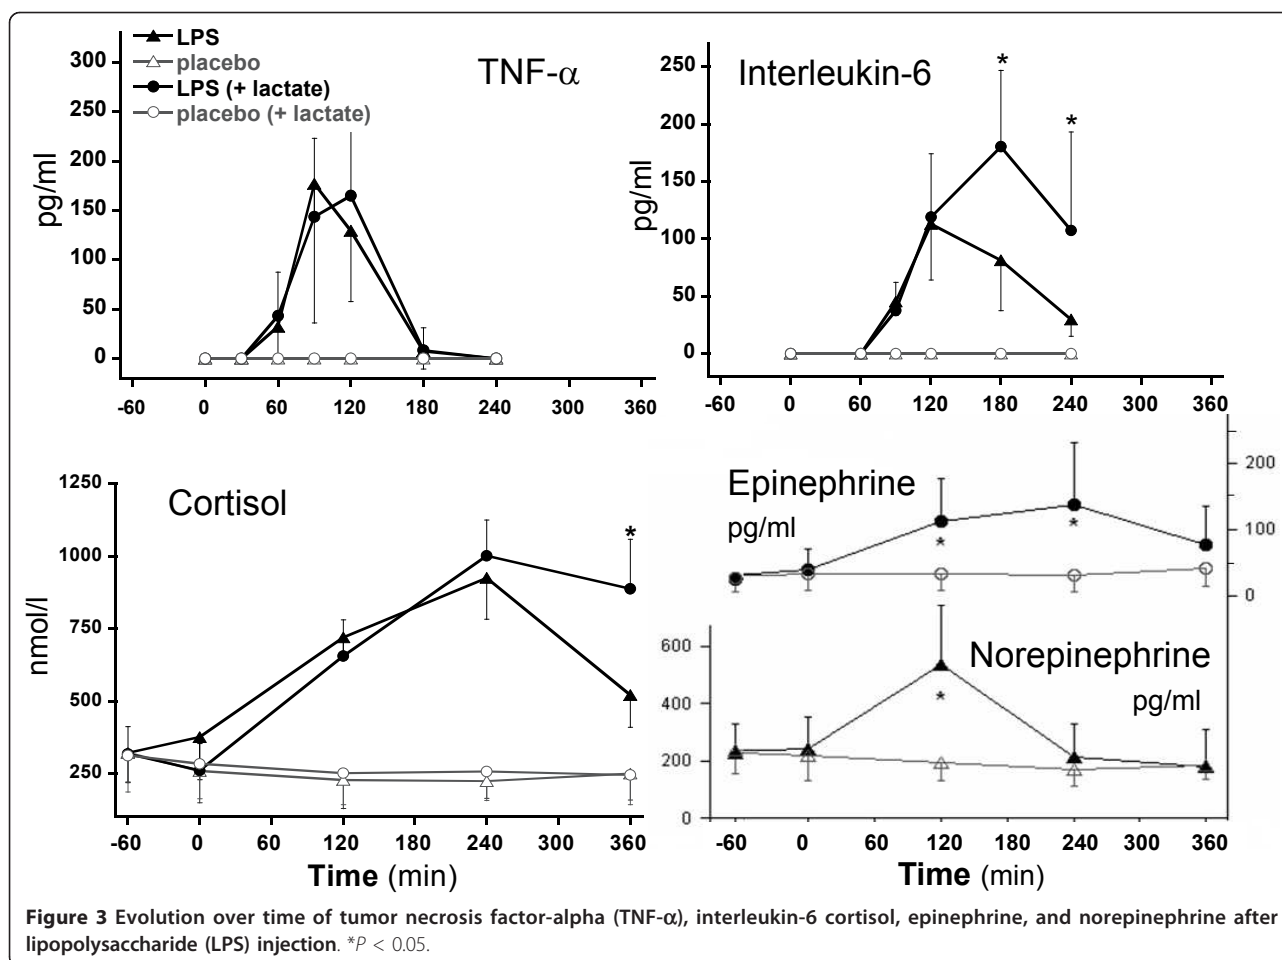 LPS
placebo
LPS (+ lactate)
placebo (+ lactate)
TNF-α
pg/ml
300
250
200
150
100
50
0
-60 0 60 120 180 240 300 360
Interleukin-6
pg/ml
250
200
150
100
50
0
* *
-60 0 60 120 180 240 300 360
Cortisol
nmol/l
1250
1000
750
500
250
*
-60 0 60 120 180 240 300 360
Time (min)
Epinephrine
pg/ml
200
100
0
* *
Norepinephrine
pg/ml
600
400
200
0
*
-60 0 60 120 180 240 300 360
Time (min)
Figure 3 Evolution over time of tumor necrosis factor-alpha (TNF-α), interleukin-6 cortisol, epinephrine, and norepinephrine after
lipopolysaccharide (LPS) injection. *P < 0.05.